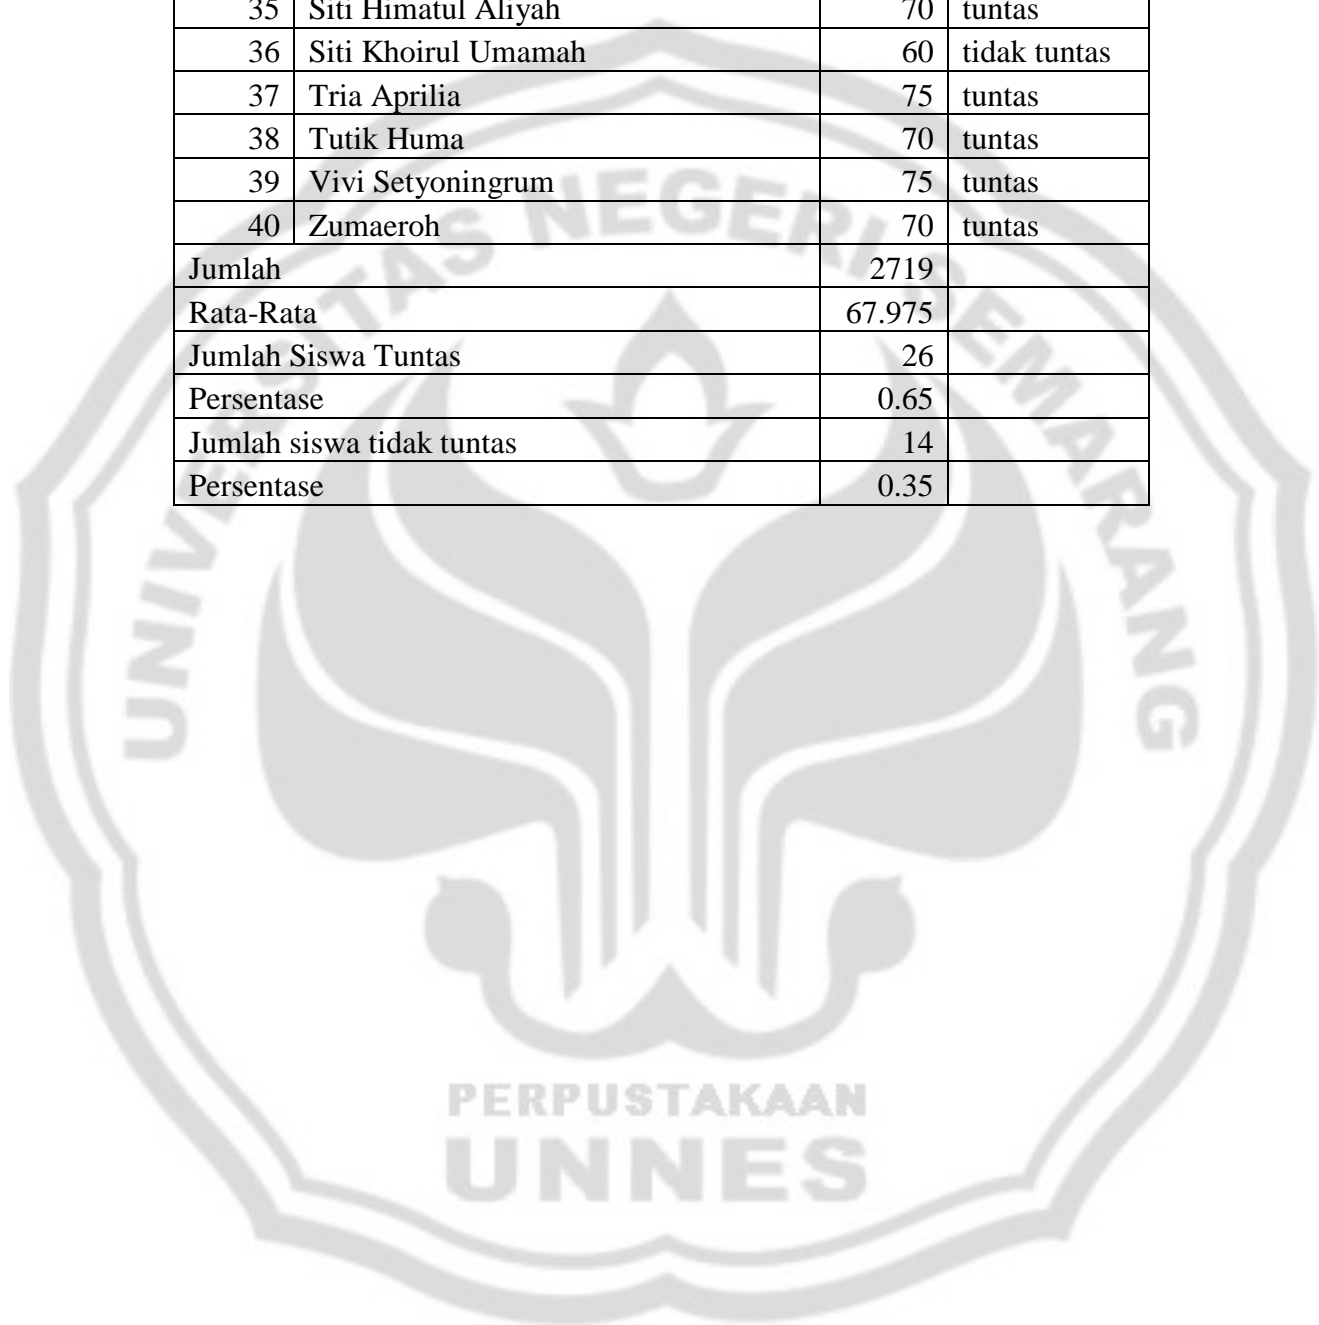 35 Siti Himatul Aliyah 70 tuntas
36 Siti Khoirul Umamah 60 tidak tuntas
37 Tria Aprilia 75 tuntas
38 Tutik Huma 70 tuntas
39 Vivi Setyoningrum 75 tuntas
40 Zumaeroh 70 tuntas
Jumlah 2719
Rata-Rata 67.975
Jumlah Siswa Tuntas 26
Persentase 0.65
Jumlah siswa tidak tuntas 14
Persentase 0.35
UNIVERSITAS NEGERI SEMARANG
PERPUSTAKAAN
UNNES